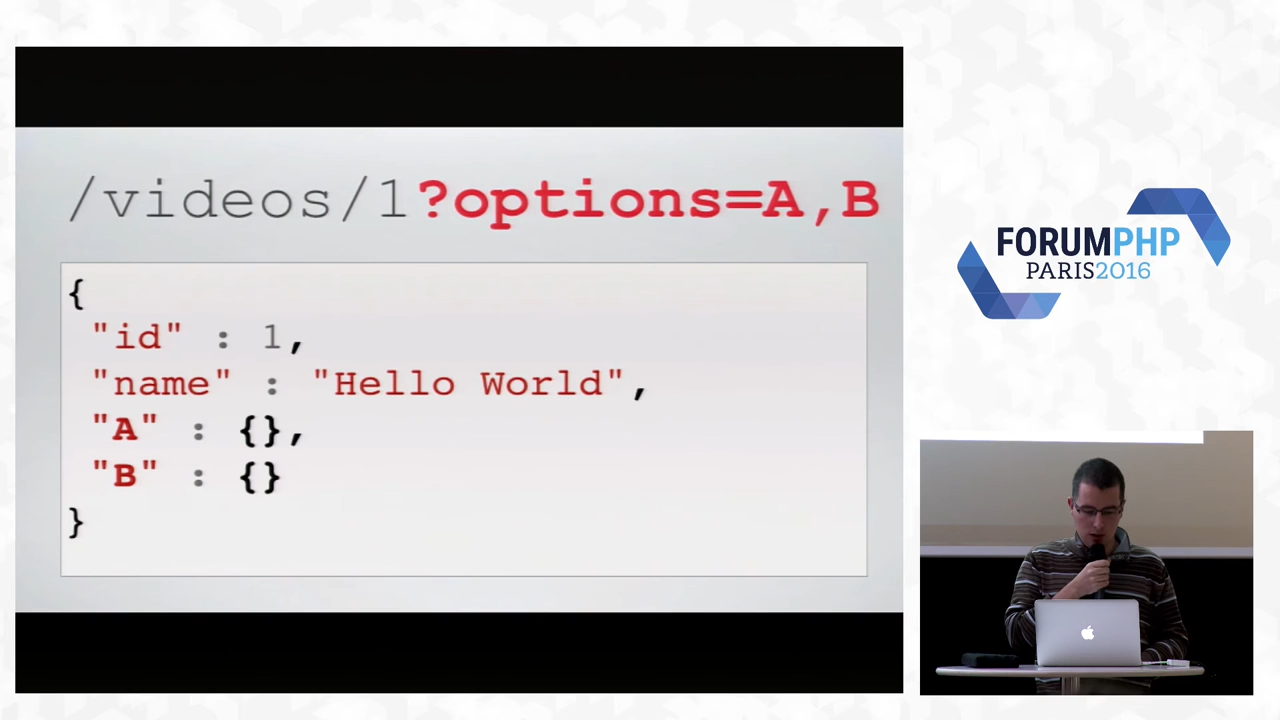 /videos/1?options=A,B
{
"id" : 1,
"name" : "Hello World",
"A" : {},
"B" : {}
}
FORUMPHP
PARIS2016